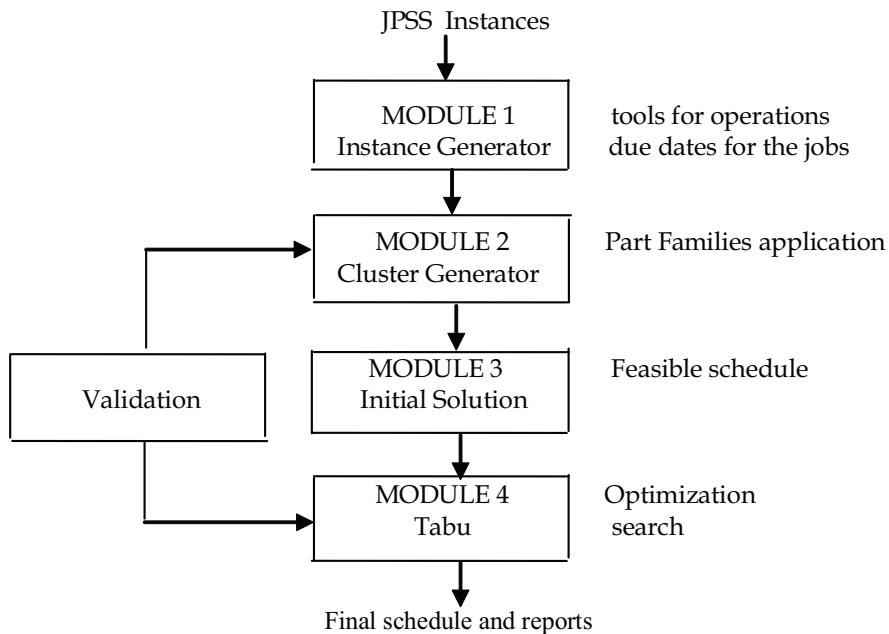 JPSS Instances
MODULE 1
Instance Generator
tools for operations
due dates for the jobs
MODULE 2
Cluster Generator
Part Families application
MODULE 3
Initial Solution
Feasible schedule
Validation
MODULE 4
Tabu
Optimization
search
Final schedule and reports